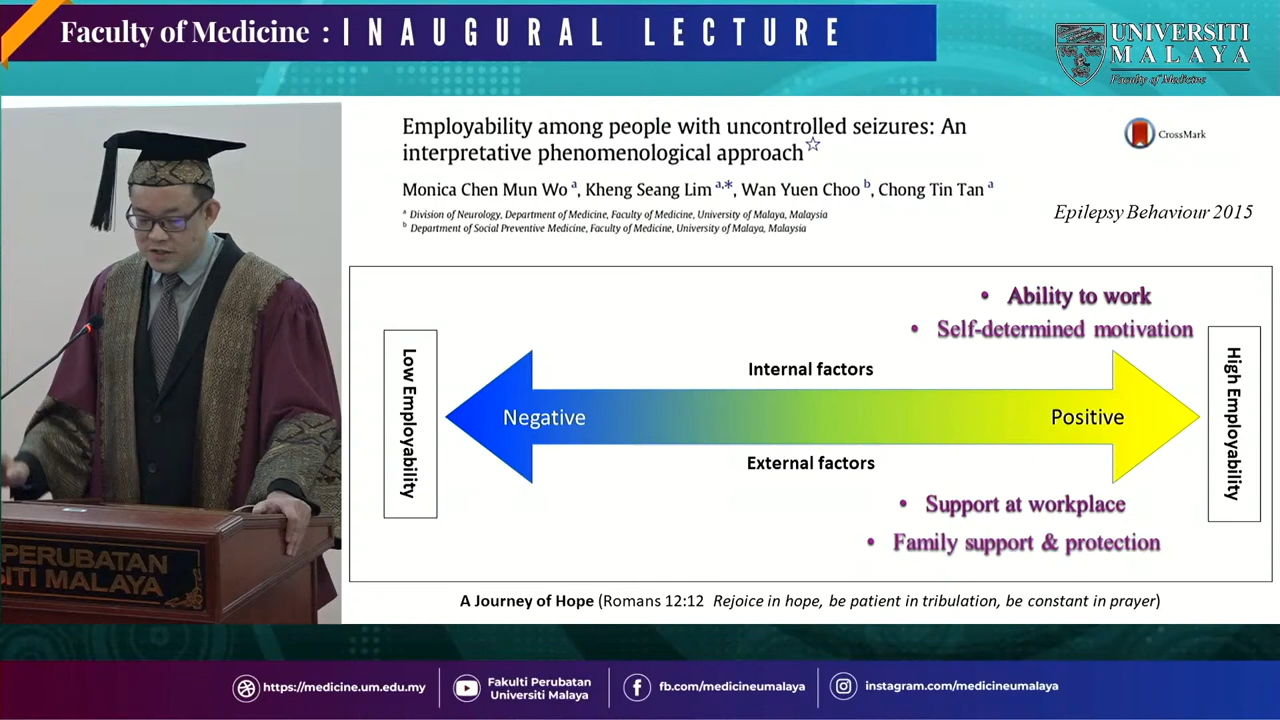 Faculty of Medicine : INAUGURAL LECTURE
UNIVERSITI
MALAYA
Faculty of Medicine
Employability among people with uncontrolled seizures: An
interpretative phenomenological approach☆
CrossMark
Monica Chen Mun Wo a, Kheng Seang Lim a,*, Wan Yuen Choo b, Chong Tin Tan a
a Division of Neurology, Department of Medicine, Faculty of Medicine, University of Malaya, Malaysia
b Department of Social Preventive Medicine, Faculty of Medicine, University of Malaya, Malaysia
Epilepsy Behaviour 2015
• Ability to work
• Self-determined motivation
Low Employability
Internal factors
Negative
Positive
External factors
High Employability
• Support at workplace
• Family support & protection
A Journey of Hope (Romans 12:12 Rejoice in hope, be patient in tribulation, be constant in prayer)
PERUBATAN
SITI MALAYA
https://medicine.um.edu.my
Fakulti Perubatan
Universiti Malaya
fb.com/medicineumalaya
instagram.com/medicineumalaya